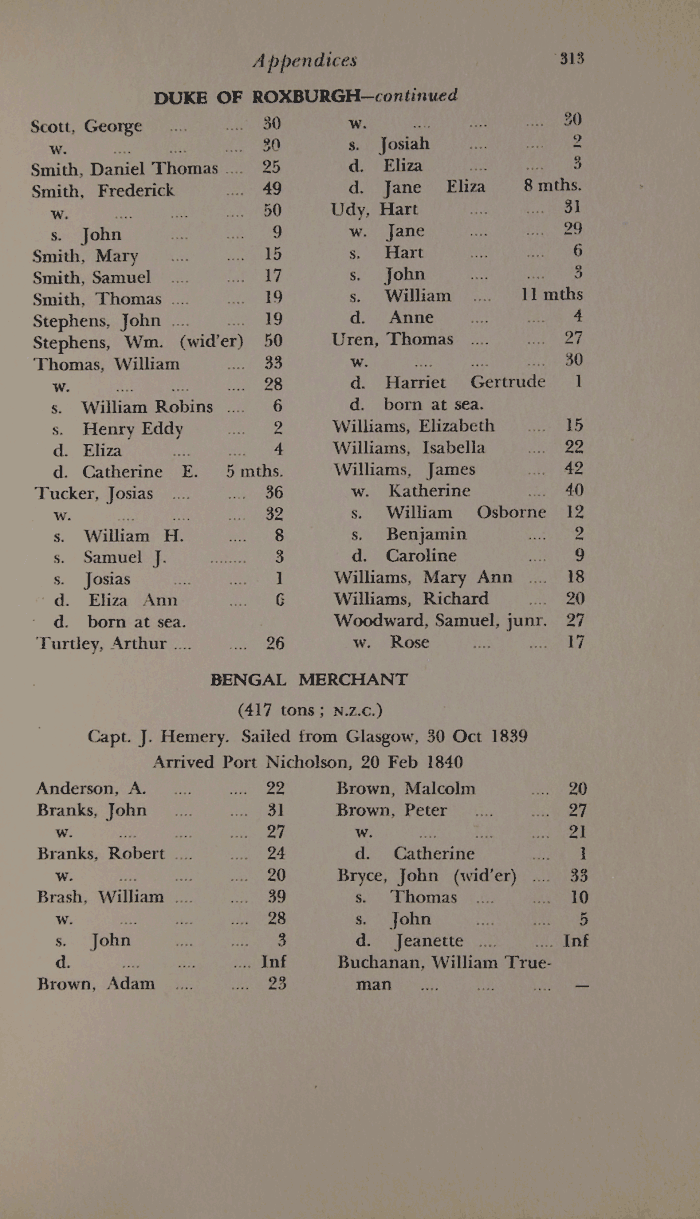 Appendices 313
DUKE OF ROXBURGH—continued
Scott, George .... .... 30
w. .... .... .... 30
Smith, Daniel Thomas .... 25
Smith, Frederick .... 49
w. .... .... .... 50
s. John .... .... 9
Smith, Mary .... .... 15
Smith, Samuel .... .... 17
Smith, Thomas .... .... 19
Stephens, John .... .... 19
Stephens, Wm. (wid'er) 50
Thomas, William .... 33
w. .... .... .... 28
s. William Robins .... 6
s. Henry Eddy .... 2
d. Eliza .... .... 4
d. Catherine E. 5 mths.
Tucker, Josias .... .... 36
w. .... .... .... 32
s. William H. .... 8
s. Samuel J. ........ 3
s. Josias .... .... 1
d. Eliza Ann .... 6
d. born at sea.
Turtley, Arthur .... .... 26
w. .... .... .... 30
s. Josiah .... .... 2
d. Eliza .... .... 3
d. Jane Eliza 8 mths.
Udy, Hart .... .... 31
w. Jane .... .... 29
s. Hart .... .... 6
s. John .... .... 3
s. William .... 11 mths
d. Anne .... .... 4
Uren, Thomas .... .... 27
w. .... .... .... 30
d. Harriet Gertrude 1
d. born at sea.
Williams, Elizabeth .... 15
Williams, Isabella .... 22
Williams, James .... 42
w. Katherine .... 40
s. William Osborne 12
s. Benjamin .... 2
d. Caroline .... 9
Williams, Mary Ann .... 18
Williams, Richard .... 20
Woodward, Samuel, junr. 27
w. Rose .... .... 17
BENGAL MERCHANT
(417 tons; N.Z.C.)
Capt. J. Hemery. Sailed from Glasgow, 30 Oct 1839
Arrived Port Nicholson, 20 Feb 1840
Anderson, A. .... .... 22
Branks, John .... .... 31
w. .... .... .... 27
Branks, Robert .... .... 24
w. .... .... .... 20
Brash, William .... .... 39
w. .... .... .... 28
s. John .... .... 3
d. .... .... .... Inf
Brown, Adam .... .... 23
Brown, Malcolm .... 20
Brown, Peter .... .... 27
w. .... .... .... 21
d. Catherine .... 1
Bryce, John (wid'er) .... 33
s. Thomas .... .... 10
s. John .... .... 5
d. Jeanette .... .... Inf
Buchanan, William True-
man .... .... .... —